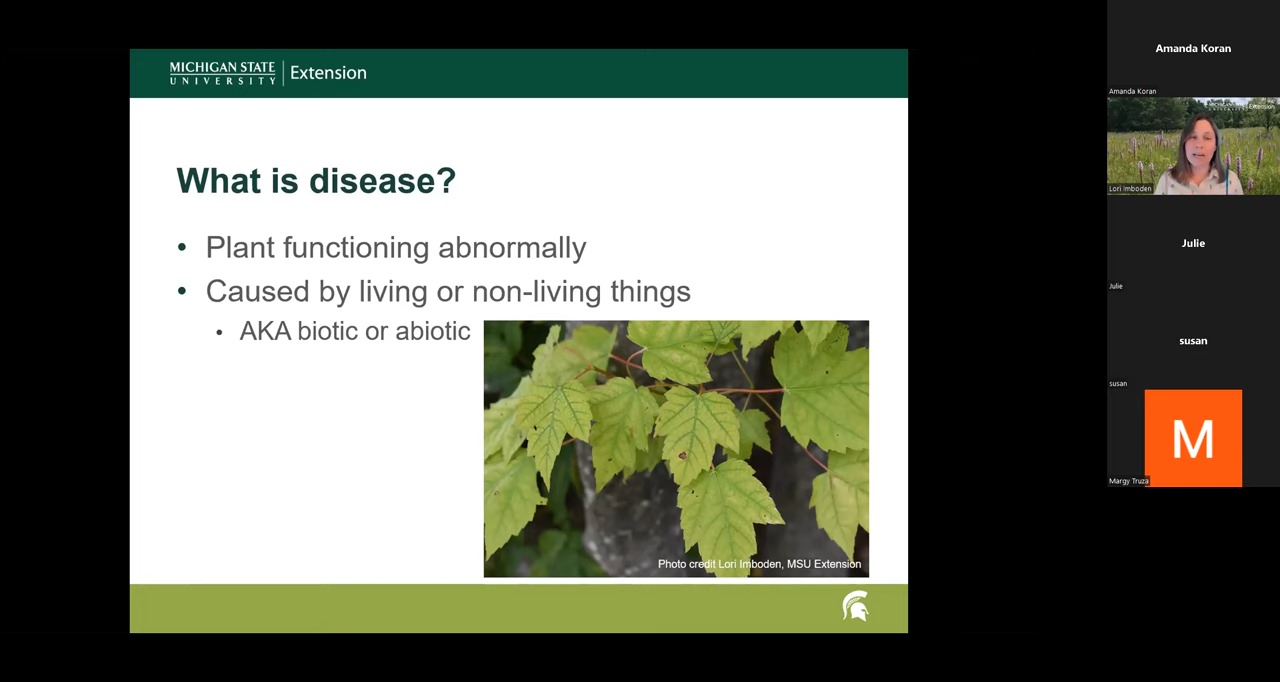 MICHIGAN STATE
UNIVERSITY
Extension
What is disease?
• Plant functioning abnormally
• Caused by living or non-living things
• AKA biotic or abiotic
Photo credit Lori Imboden, MSU Extension
Amanda Koran
Amanda Koran
Extension
Lori Imboden
Julie
Julie
susan
susan
M
Margy Truza